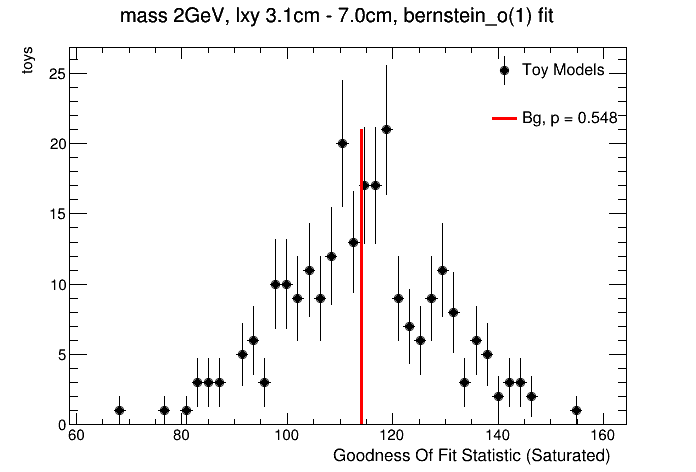 mass 2GeV, lxy 3.1cm - 7.0cm, bernstein_o(1) fit
toys
25
20
15
10
5
0
Toy Models
Bg, p = 0.548
60
80
100
120
140
160
Goodness Of Fit Statistic (Saturated)